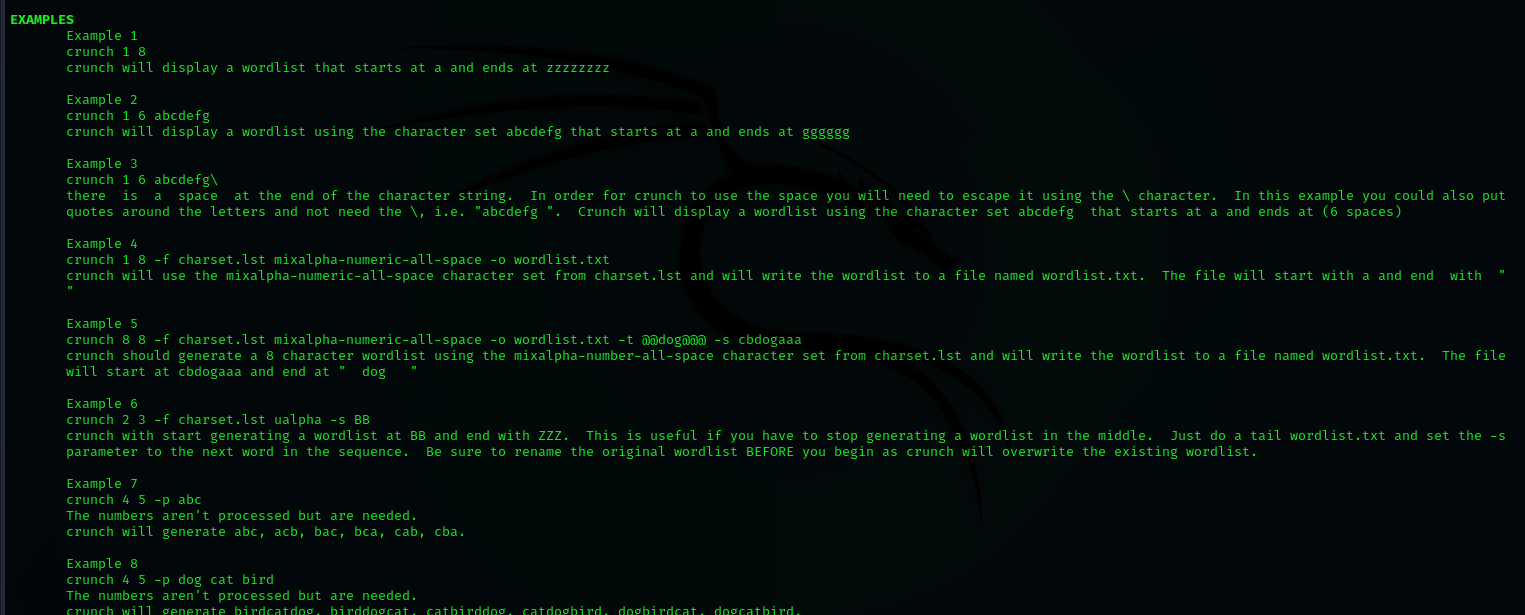 EXAMPLES
Example 1
crunch 1 8
crunch will display a wordlist that starts at a and ends at zzzzzzzz
Example 2
crunch 1 6 abcdefg
crunch will display a wordlist using the character set abcdefg that starts at a and ends at gggggg
Example 3
crunch 1 6 abcdefg\
there  is  a  space  at the end of the character string.  In order for crunch to use the space you will need to escape it using the \ character.  In this example you could also put
quotes around the letters and not need the \, i.e. "abcdefg ".  Crunch will display a wordlist using the character set abcdefg  that starts at a and ends at (6 spaces)
Example 4
crunch 1 8 -f charset.lst mixalpha-numeric-all-space -o wordlist.txt
crunch will use the mixalpha-numeric-all-space character set from charset.lst and will write the wordlist to a file named wordlist.txt.  The file will start with a and end  with  "
"
Example 5
crunch 8 8 -f charset.lst mixalpha-numeric-all-space -o wordlist.txt -t @@dog@@@ -s cbdogaaa
crunch should generate a 8 character wordlist using the mixalpha-number-all-space character set from charset.lst and will write the wordlist to a file named wordlist.txt.  The file
will start at cbdogaaa and end at "  dog   "
Example 6
crunch 2 3 -f charset.lst ualpha -s BB
crunch with start generating a wordlist at BB and end with ZZZ.  This is useful if you have to stop generating a wordlist in the middle.  Just do a tail wordlist.txt and set the -s
parameter to the next word in the sequence.  Be sure to rename the original wordlist BEFORE you begin as crunch will overwrite the existing wordlist.
Example 7
crunch 4 5 -p abc
The numbers aren't processed but are needed.
crunch will generate abc, acb, bac, bca, cab, cba.
Example 8
crunch 4 5 -p dog cat bird
The numbers aren't processed but are needed.
crunch will generate birdcatdog, birddogcat, catbirddog, catdogbird, dogbirdcat, dogcatbird.